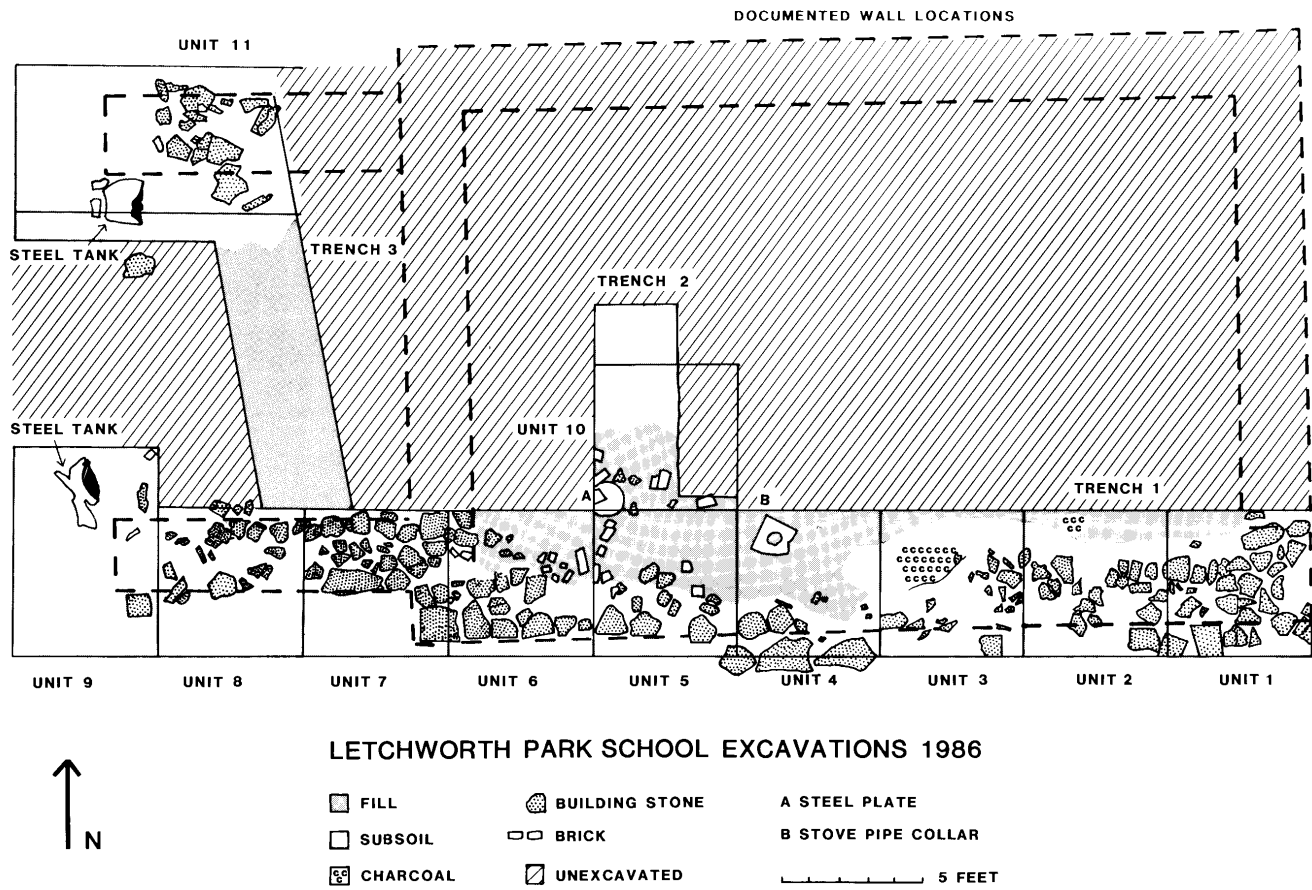 DOCUMENTED WALL LOCATIONS
UNIT 11
STEEL TANK
TRENCH 3
TRENCH 2
STEEL TANK
UNIT 10
TRENCH 1
A
B
UNIT 9
UNIT 8
UNIT 7
UNIT 6
UNIT 5
UNIT 4
UNIT 3
UNIT 2
UNIT 1
LETCHWORTH PARK SCHOOL EXCAVATIONS 1986
N
FILL
SUBSOIL
CHARCOAL
BUILDING STONE
BRICK
UNEXCAVATED
A STEEL PLATE
B STOVE PIPE COLLAR
5 FEET